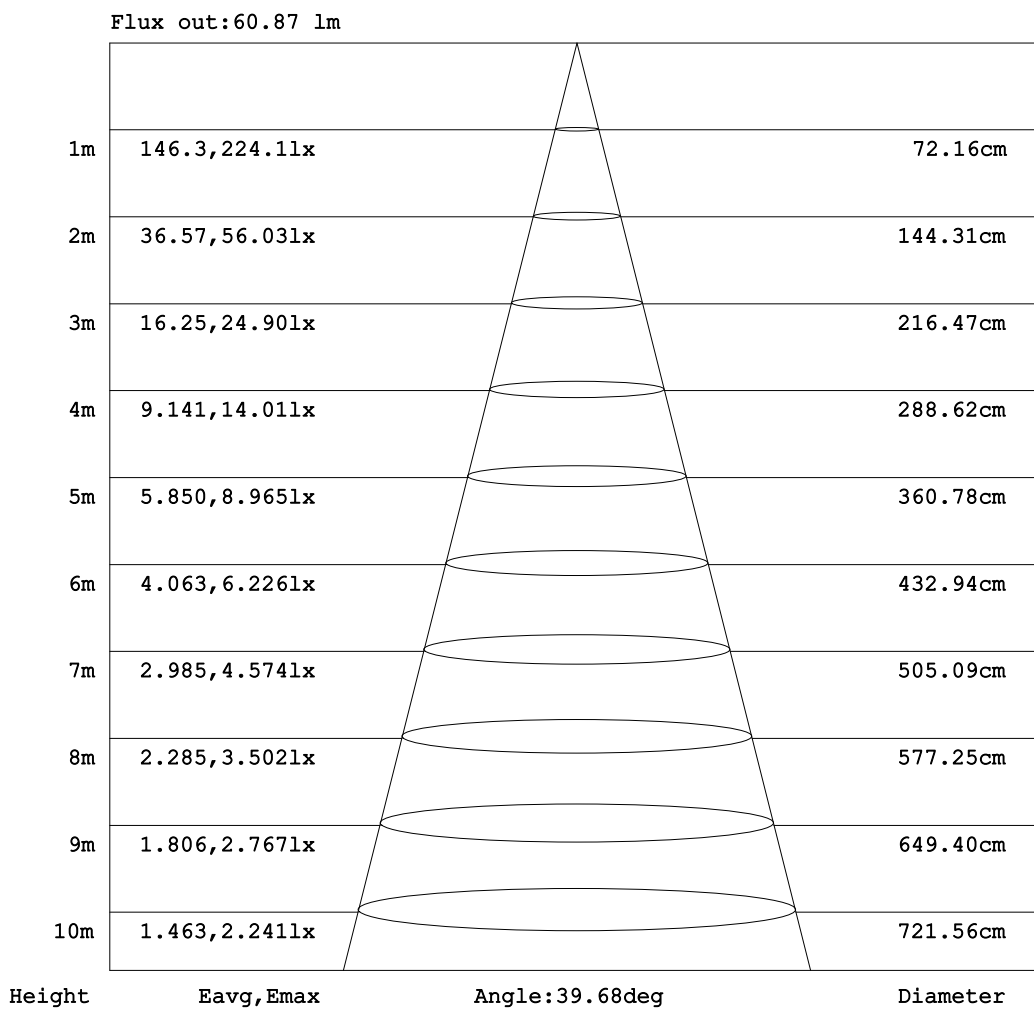 Flux out:60.87 lm
1m 146.3,224.1lx 72.16cm
2m 36.57,56.03lx 144.31cm
3m 16.25,24.90lx 216.47cm
4m 9.141,14.01lx 288.62cm
5m 5.850,8.965lx 360.78cm
6m 4.063,6.226lx 432.94cm
7m 2.985,4.574lx 505.09cm
8m 2.285,3.502lx 577.25cm
9m 1.806,2.767lx 649.40cm
10m 1.463,2.241lx 721.56cm
Height Eavg,Emax Angle:39.68deg Diameter